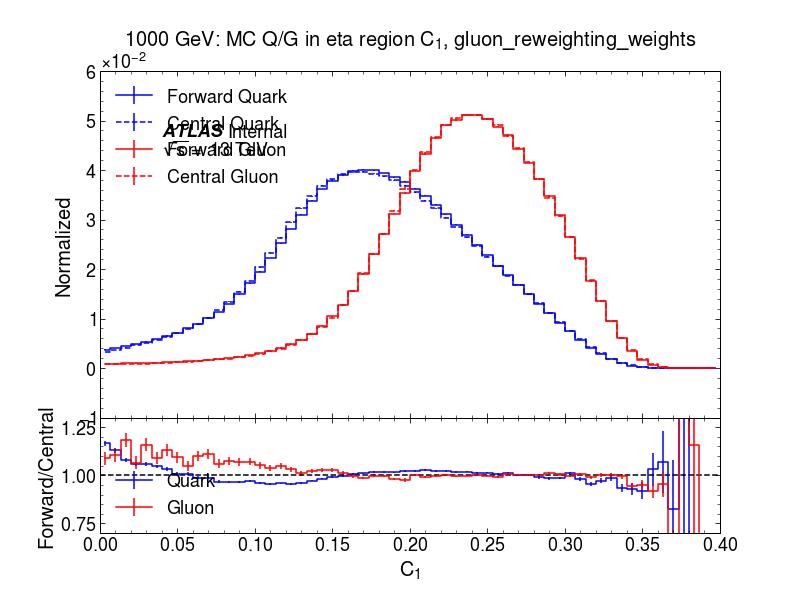 1000 GeV: MC Q/G in eta region C₁, gluon_reweighting_weights
×10⁻²
6
5
4
3
2
1
0
−1
Normalized
Forward Quark
Central Quark
ATLAS Internal
√s = 13 TeV
Forward Gluon
Central Gluon
1.25
1.00
0.75
Forward/Central
Quark
Gluon
0.00 0.05 0.10 0.15 0.20 0.25 0.30 0.35 0.40
C₁